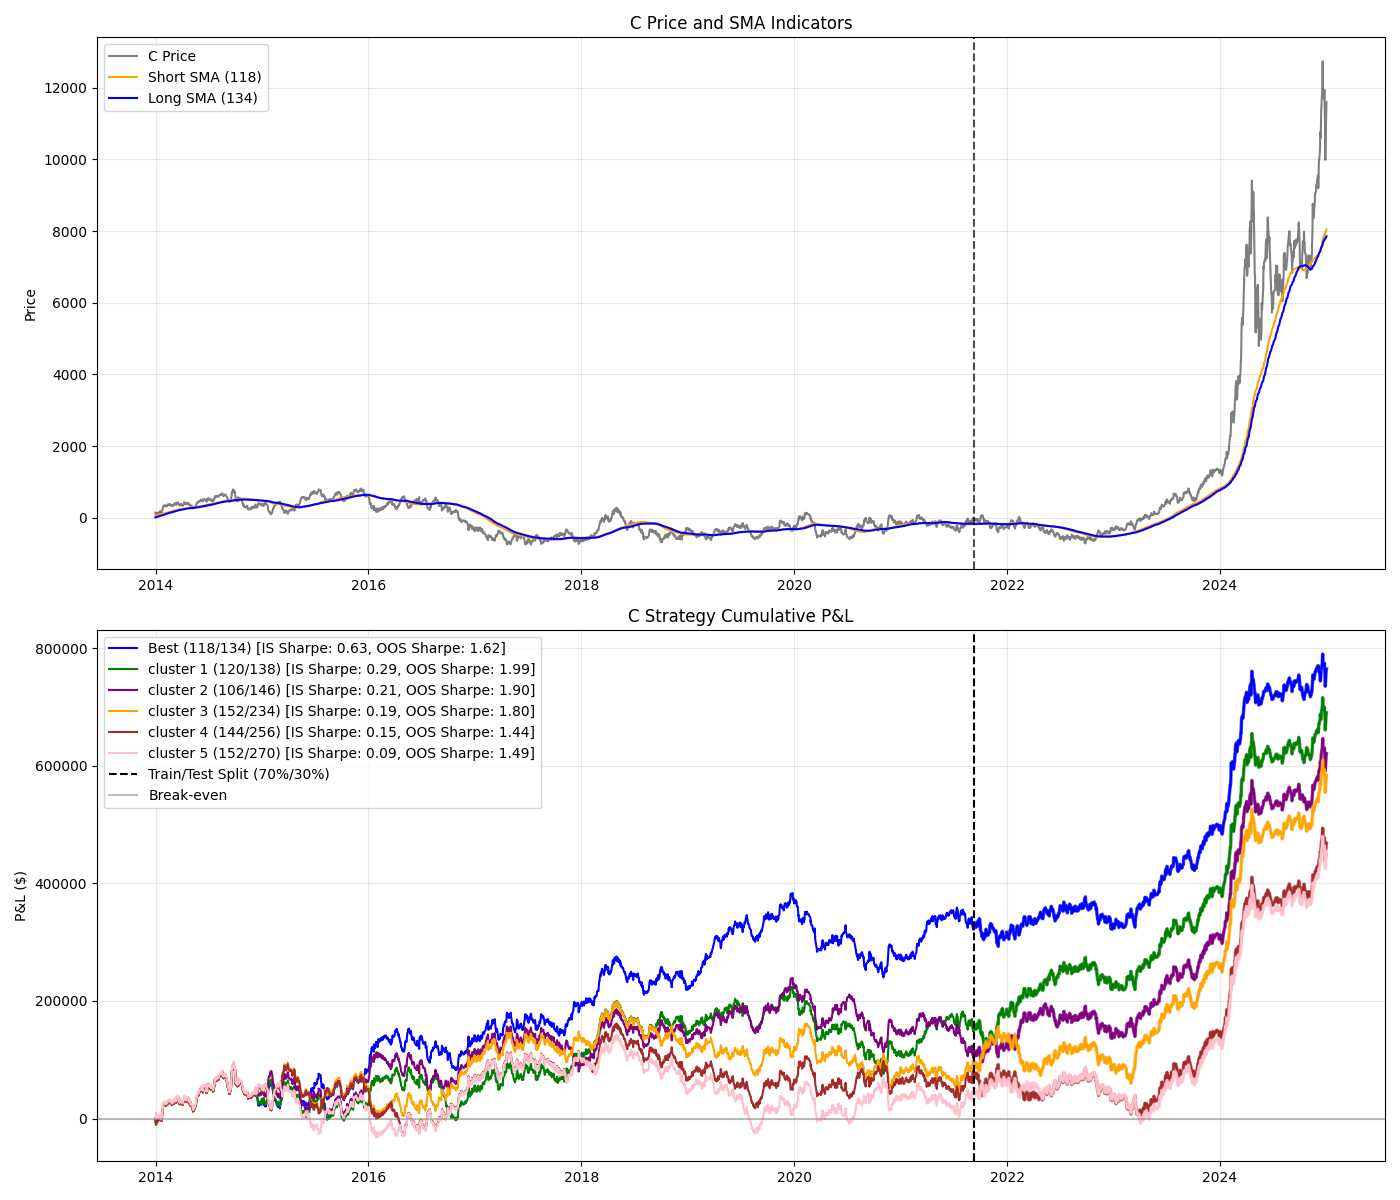 C Price and SMA Indicators
C Price
Short SMA (118)
Long SMA (134)
12000
10000
8000
6000
4000
2000
0
Price
2014
2016
2018
2020
2022
2024
C Strategy Cumulative P&L
Best (118/134) [IS Sharpe: 0.63, OOS Sharpe: 1.62]
cluster 1 (120/138) [IS Sharpe: 0.29, OOS Sharpe: 1.99]
cluster 2 (106/146) [IS Sharpe: 0.21, OOS Sharpe: 1.90]
cluster 3 (152/234) [IS Sharpe: 0.19, OOS Sharpe: 1.80]
cluster 4 (144/256) [IS Sharpe: 0.15, OOS Sharpe: 1.44]
cluster 5 (152/270) [IS Sharpe: 0.09, OOS Sharpe: 1.49]
Train/Test Split (70%/30%)
Break-even
800000
600000
400000
200000
0
P&L ($)
2014
2016
2018
2020
2022
2024